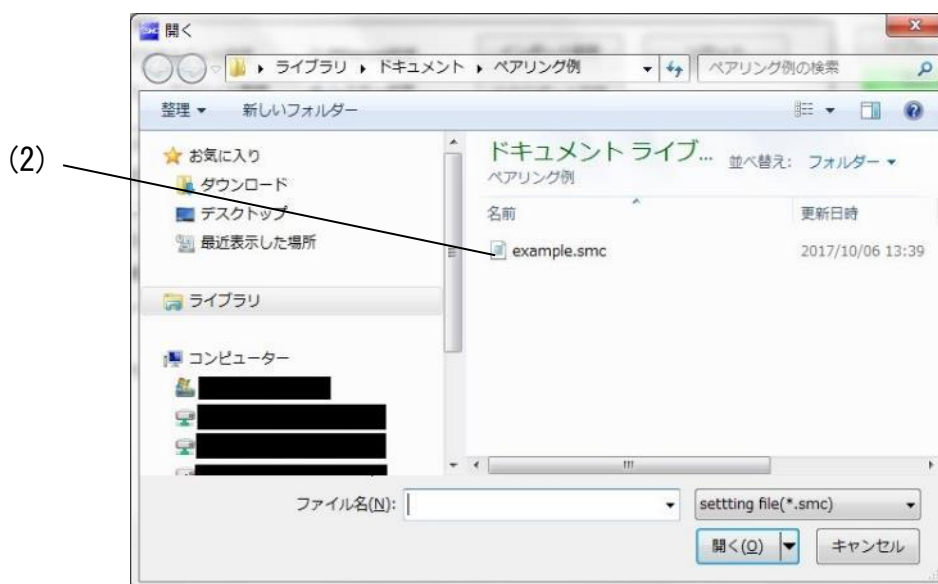 開く
ライブラリ ▸ ドキュメント ▸ ペアリング例
ペアリング例の検索
整理 ▼ 新しいフォルダー
(2)
お気に入り
ダウンロード
デスクトップ
最近表示した場所
ライブラリ
コンピューター
ドキュメント ライブ...
並べ替え: フォルダー ▼
ペアリング例
名前 更新日時
example.smc 2017/10/06 13:39
ファイル名(N):
settting file(*.smc)
開く(O) キャンセル